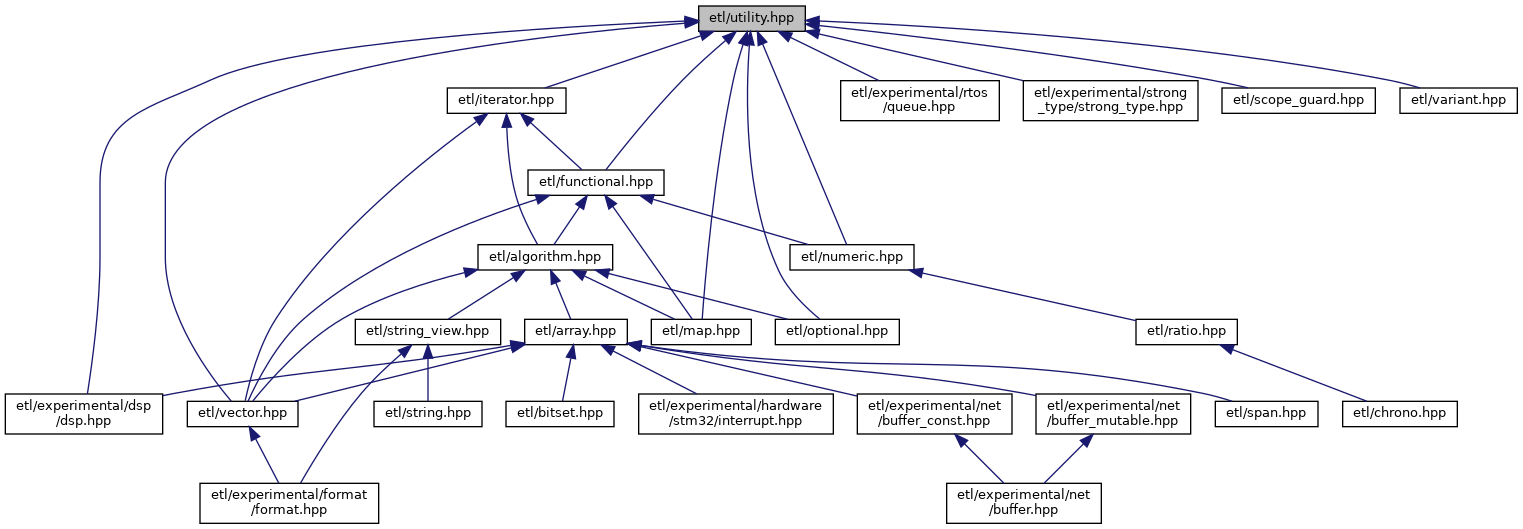 etl/utility.hpp
etl/iterator.hpp
etl/experimental/rtos
/queue.hpp
etl/experimental/strong
_type/strong_type.hpp
etl/scope_guard.hpp
etl/variant.hpp
etl/functional.hpp
etl/algorithm.hpp
etl/numeric.hpp
etl/string_view.hpp
etl/array.hpp
etl/map.hpp
etl/optional.hpp
etl/ratio.hpp
etl/experimental/dsp
/dsp.hpp
etl/vector.hpp
etl/string.hpp
etl/bitset.hpp
etl/experimental/hardware
/stm32/interrupt.hpp
etl/experimental/net
/buffer_const.hpp
etl/experimental/net
/buffer_mutable.hpp
etl/span.hpp
etl/chrono.hpp
etl/experimental/format
/format.hpp
etl/experimental/net
/buffer.hpp